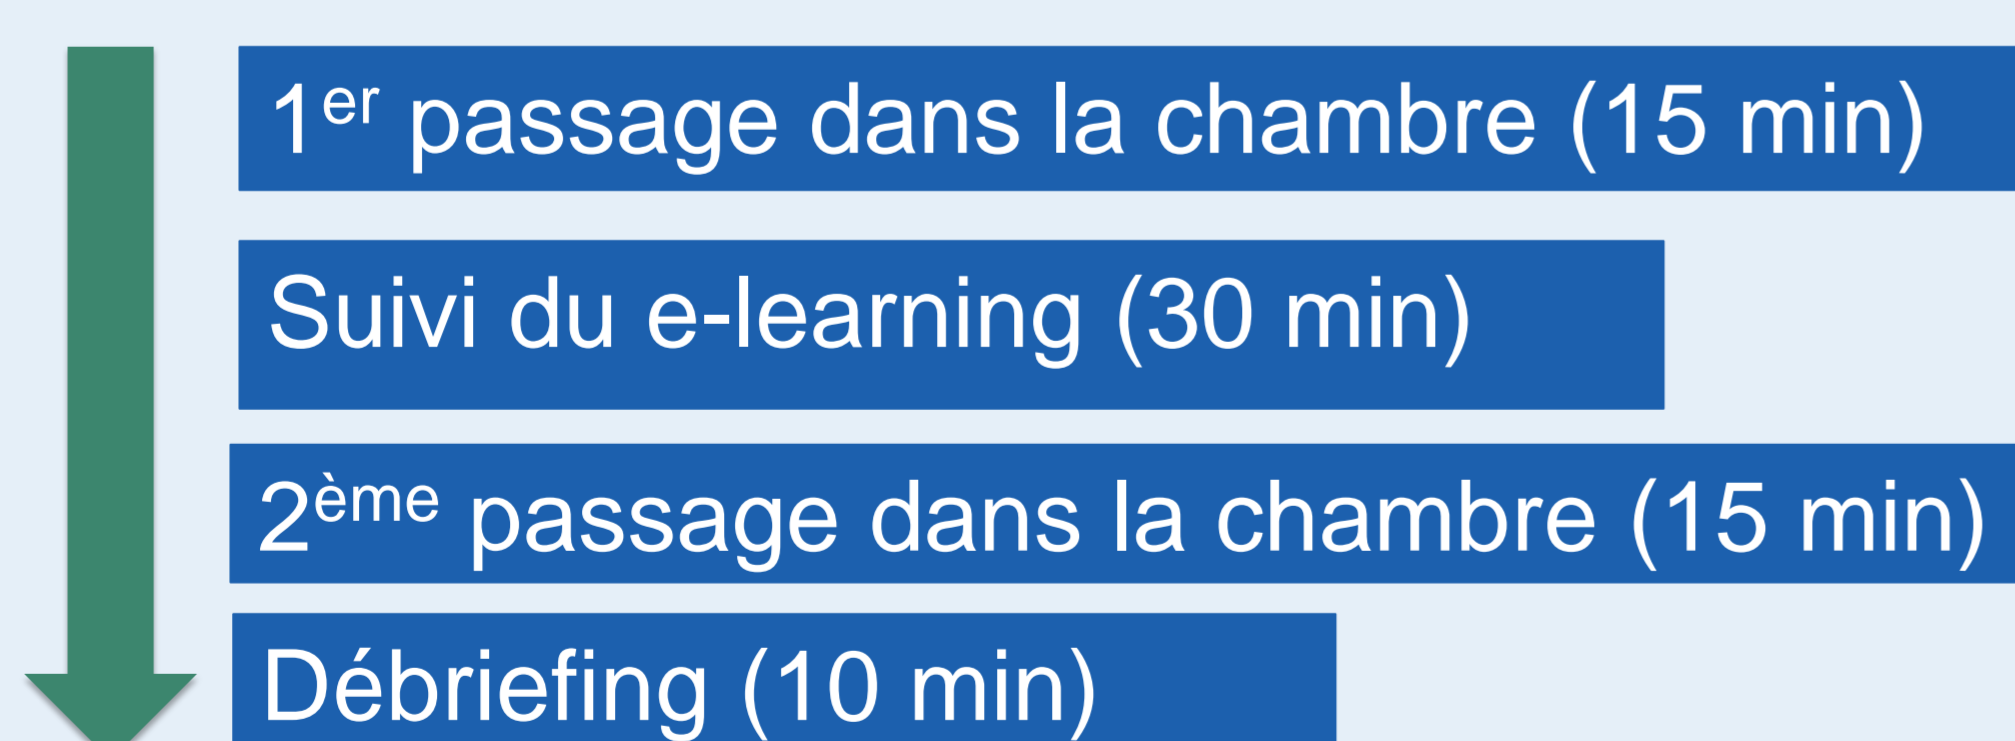 1er passage dans la chambre (15 min)
Suivi du e-learning (30 min)
2ème passage dans la chambre (15 min)
Débriefing (10 min)